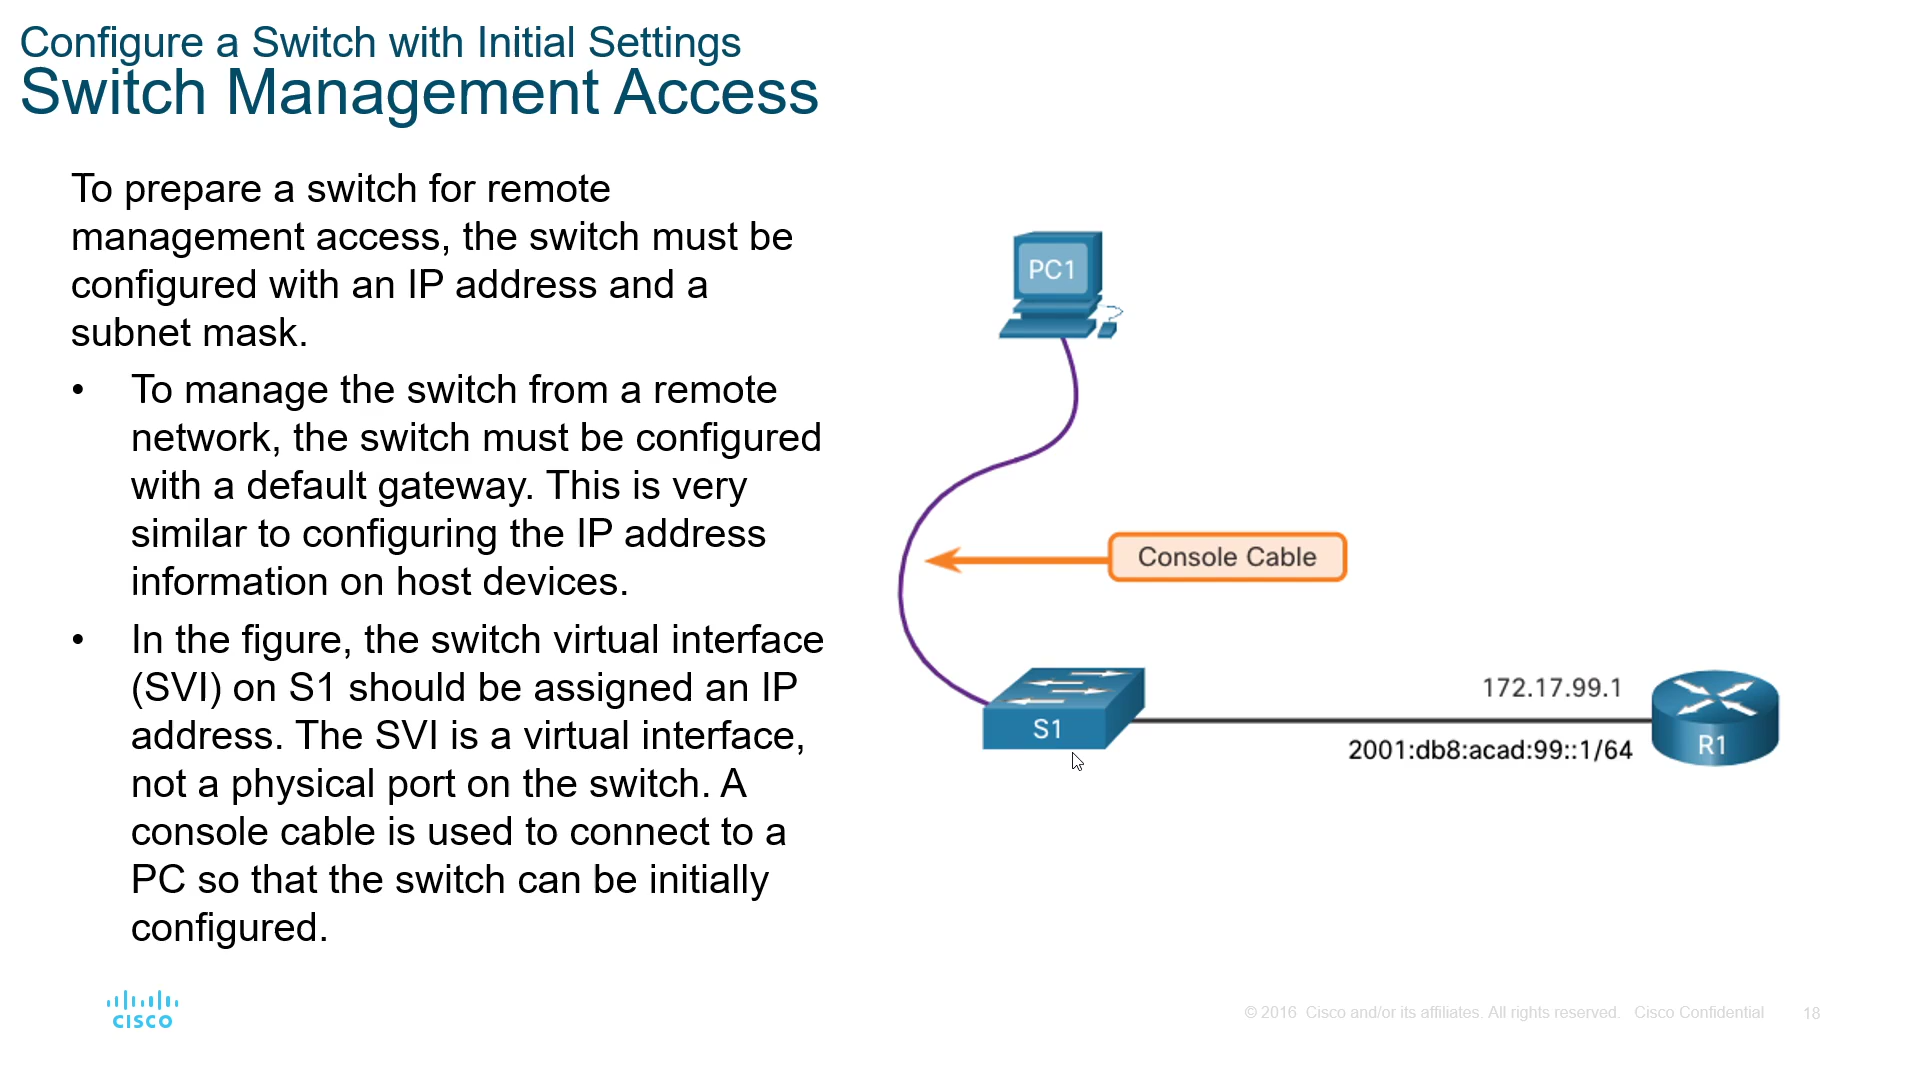 Configure a Switch with Initial Settings
Switch Management Access
To prepare a switch for remote
management access, the switch must be
configured with an IP address and a
subnet mask.
• To manage the switch from a remote
network, the switch must be configured
with a default gateway. This is very
similar to configuring the IP address
information on host devices.
• In the figure, the switch virtual interface
(SVI) on S1 should be assigned an IP
address. The SVI is a virtual interface,
not a physical port on the switch. A
console cable is used to connect to a
PC so that the switch can be initially
configured.
PC1
Console Cable
S1
172.17.99.1
2001:db8:acad:99::1/64
R1
CISCO
© 2016 Cisco and/or its affiliates. All rights reserved. Cisco Confidential
18